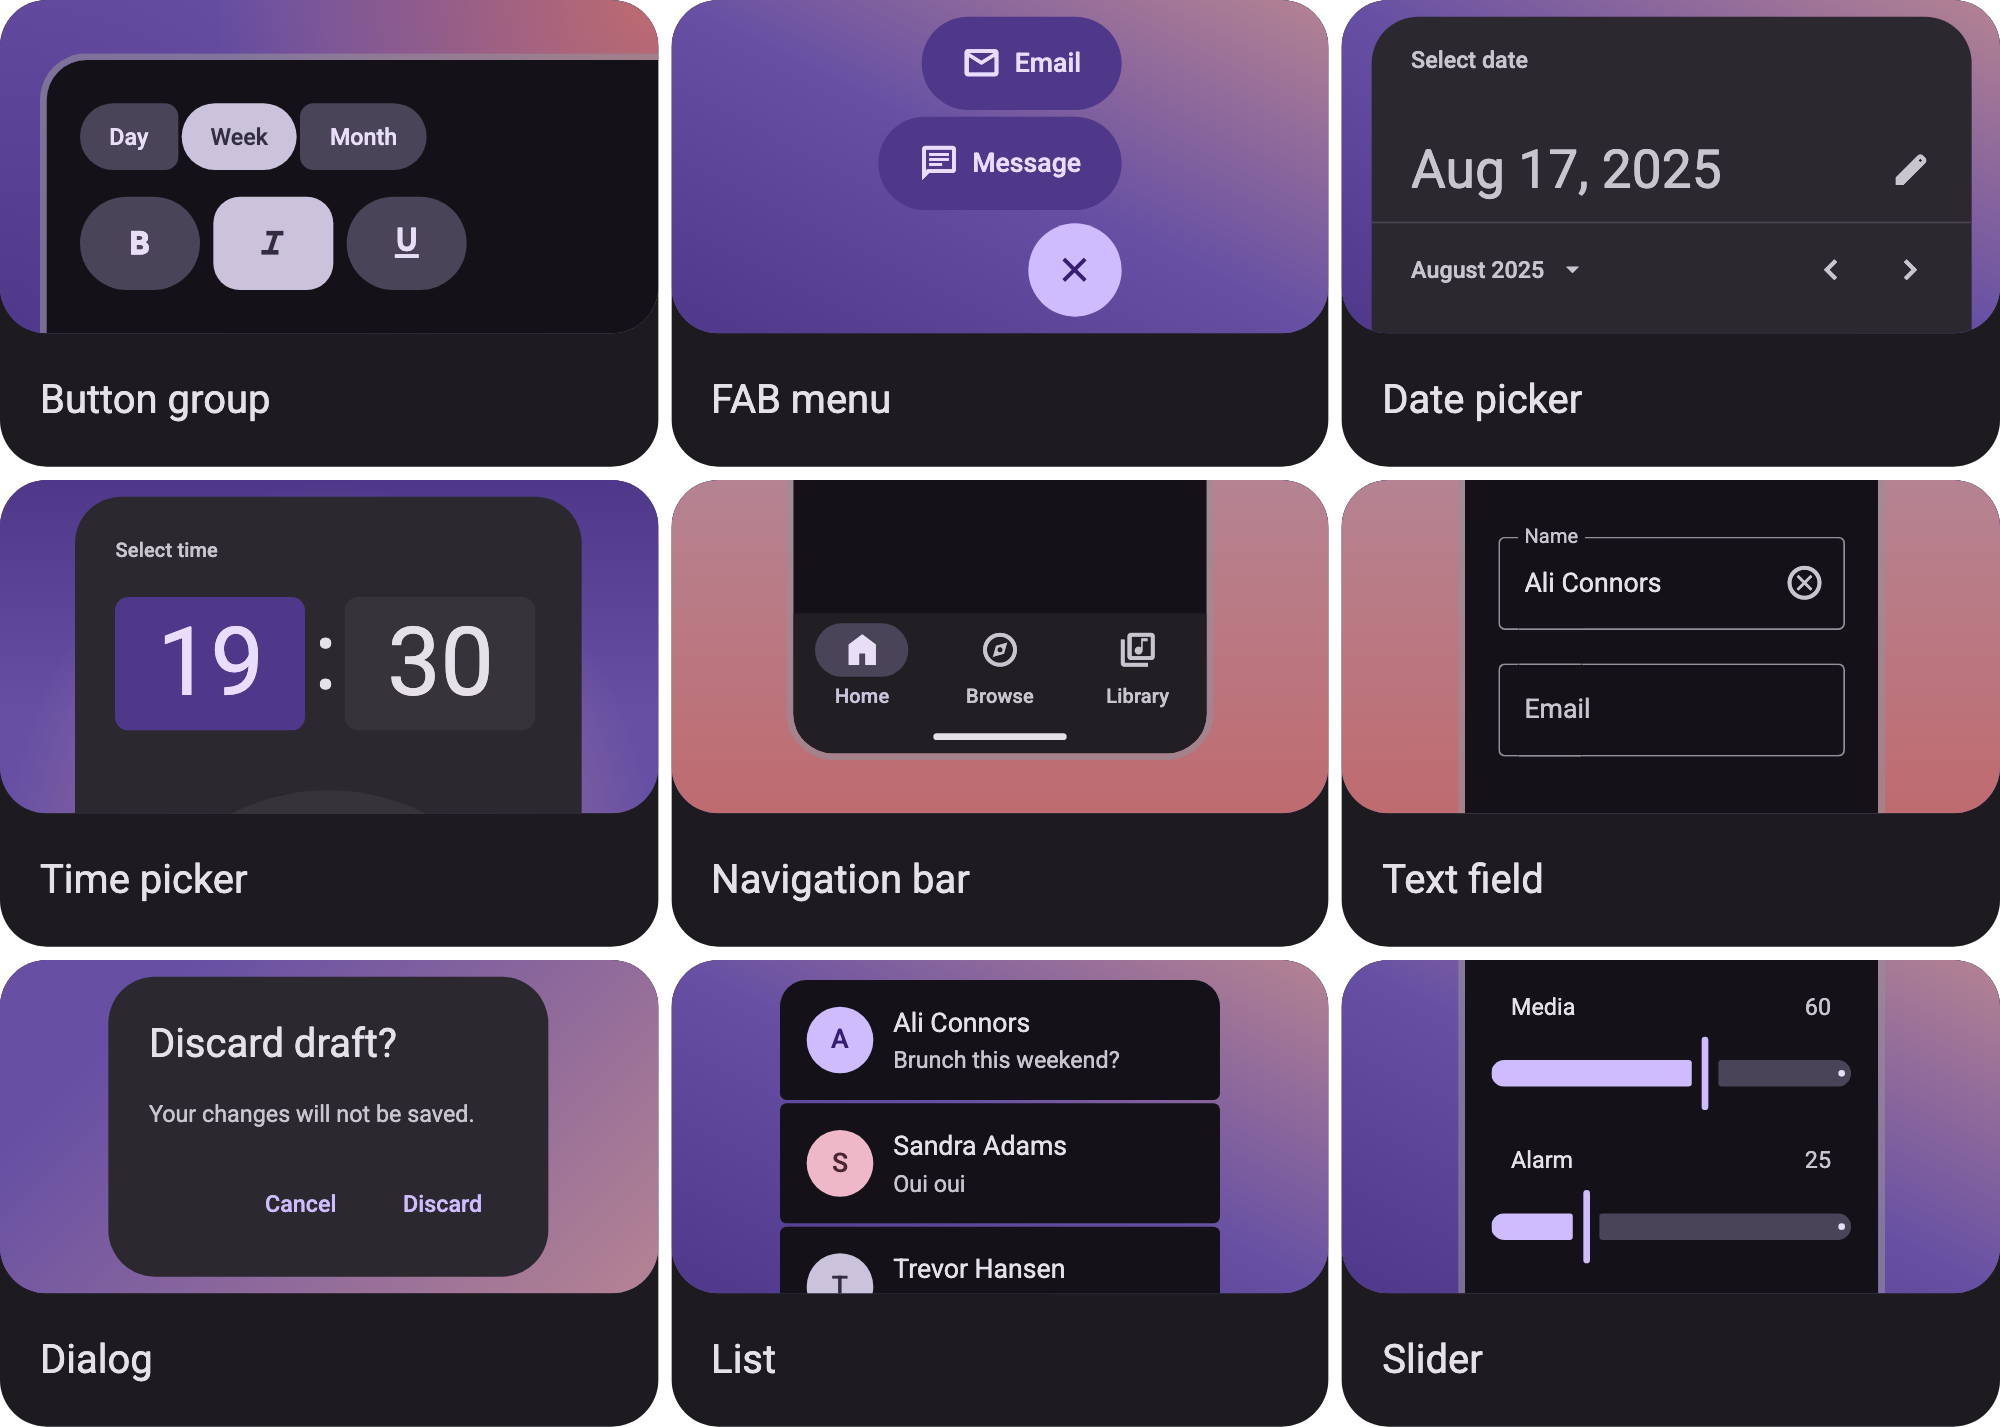 Day Week Month
B I U
Button group
Email
Message
FAB menu
Select date
Aug 17, 2025
August 2025
Date picker
Select time
19 : 30
Time picker
Home Browse Library
Navigation bar
Name
Ali Connors
Email
Text field
Discard draft?
Your changes will not be saved.
Cancel Discard
Dialog
A
Ali Connors
Brunch this weekend?
S
Sandra Adams
Oui oui
T
Trevor Hansen
List
Media 60
Alarm 25
Slider